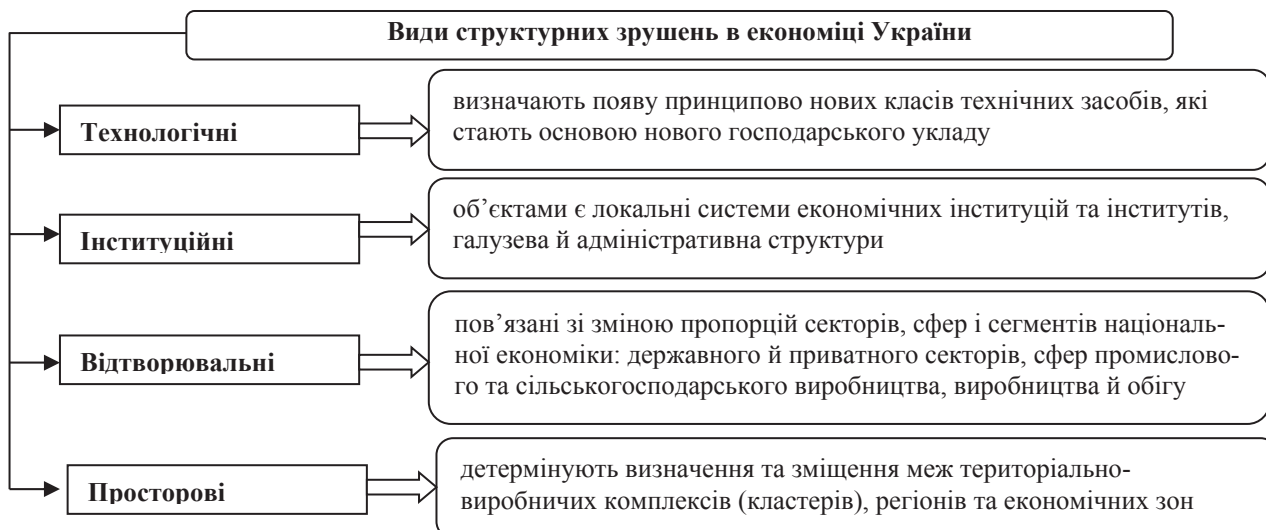 Види структурних зрушень в економіці України
Технологічні
визначають появу принципово нових класів технічних засобів, які
стають основою нового господарського укладу
Інституційні
об’єктами є локальні системи економічних інституцій та інститутів,
галузева й адміністративна структури
Відтворювальні
пов’язані зі зміною пропорцій секторів, сфер і сегментів національ-
ної економіки: державного й приватного секторів, сфер промислово-
го та сільськогосподарського виробництва, виробництва й обігу
Просторові
детермінують визначення та зміщення меж територіально-
виробничих комплексів (кластерів), регіонів та економічних зон